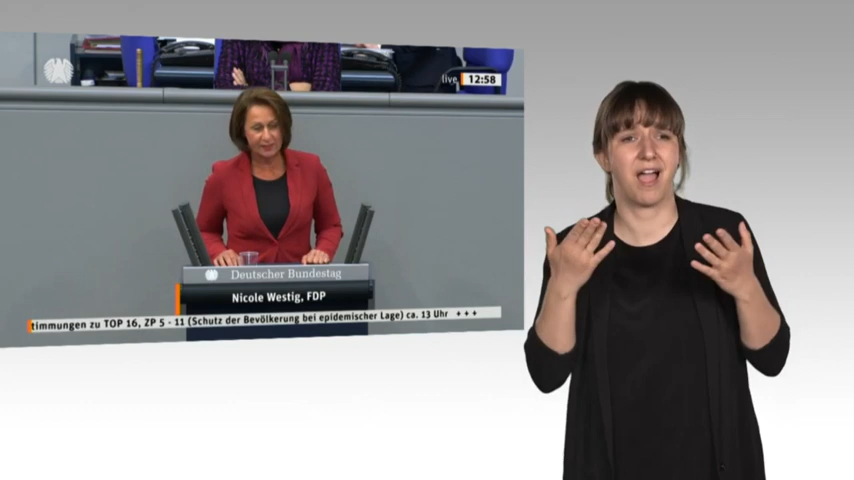 live 12:58
Deutscher Bundestag
Nicole Westig, FDP
timmungen zu TOP 16, ZP 5 - 11 (Schutz der Bevölkerung bei epidemischer Lage) ca. 13 Uhr + + +